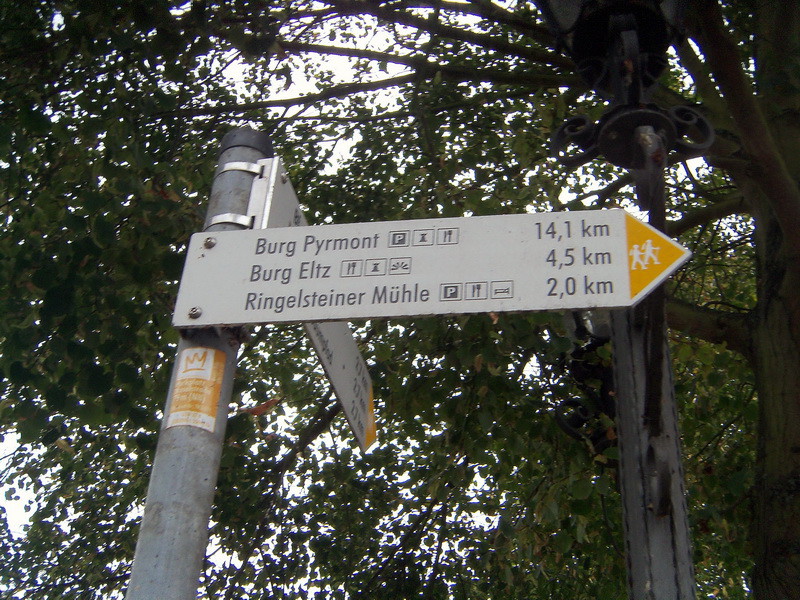 Burg Pyrmont P 14,1 km
Burg Eltz 4,5 km
Ringelsteiner Mühle P 2,0 km